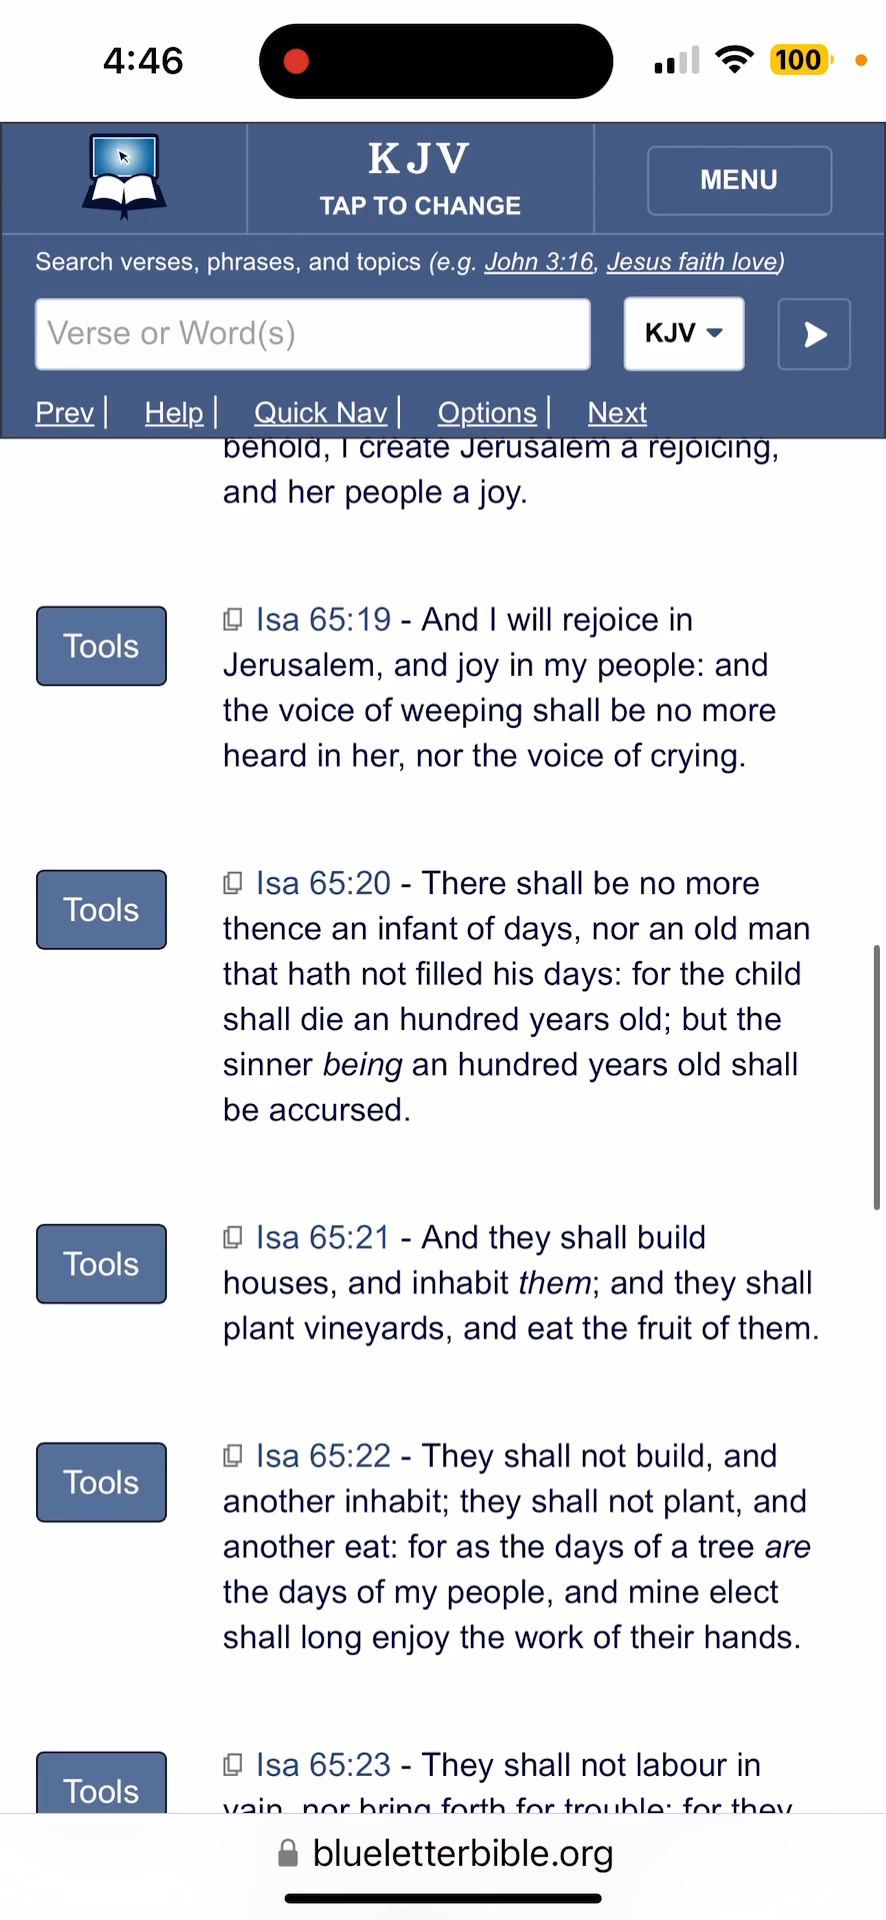 4:46
100
KJV
TAP TO CHANGE
MENU
Search verses, phrases, and topics (e.g. John 3:16, Jesus faith love)
Verse or Word(s)
KJV
Prev | Help | Quick Nav | Options | Next
behold, I create Jerusalem a rejoicing,
and her people a joy.
Tools
Isa 65:19 - And I will rejoice in
Jerusalem, and joy in my people: and
the voice of weeping shall be no more
heard in her, nor the voice of crying.
Tools
Isa 65:20 - There shall be no more
thence an infant of days, nor an old man
that hath not filled his days: for the child
shall die an hundred years old; but the
sinner being an hundred years old shall
be accursed.
Tools
Isa 65:21 - And they shall build
houses, and inhabit them; and they shall
plant vineyards, and eat the fruit of them.
Tools
Isa 65:22 - They shall not build, and
another inhabit; they shall not plant, and
another eat: for as the days of a tree are
the days of my people, and mine elect
shall long enjoy the work of their hands.
Tools
Isa 65:23 - They shall not labour in
vain, nor bring forth for trouble; for they
blueletterbible.org